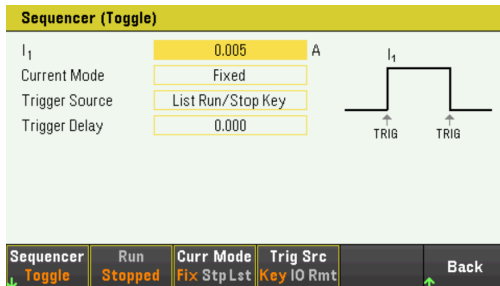 Sequencer (Toggle)
I1 0.005 A
Current Mode Fixed
Trigger Source List Run/Stop Key
Trigger Delay 0.000
I1
TRIG TRIG
Sequencer Run Curr Mode Trig Src
Toggle Stopped Fix Stp Lst Key IO Rmt Back